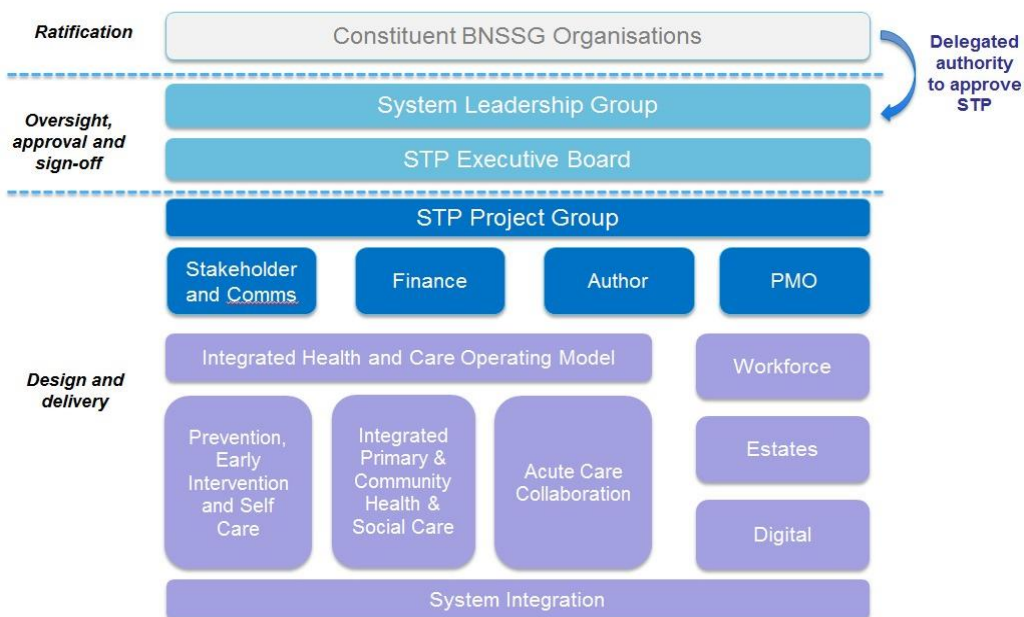 Ratification
Constituent BNSSG Organisations
Delegated
authority
to approve
STP
Oversight,
approval and
sign-off
System Leadership Group
STP Executive Board
STP Project Group
Stakeholder
and Comms
Finance
Author
PMO
Design and
delivery
Integrated Health and Care Operating Model
Workforce
Prevention,
Early
Intervention
and Self
Care
Integrated
Primary &
Community
Health &
Social Care
Acute Care
Collaboration
Estates
Digital
System Integration